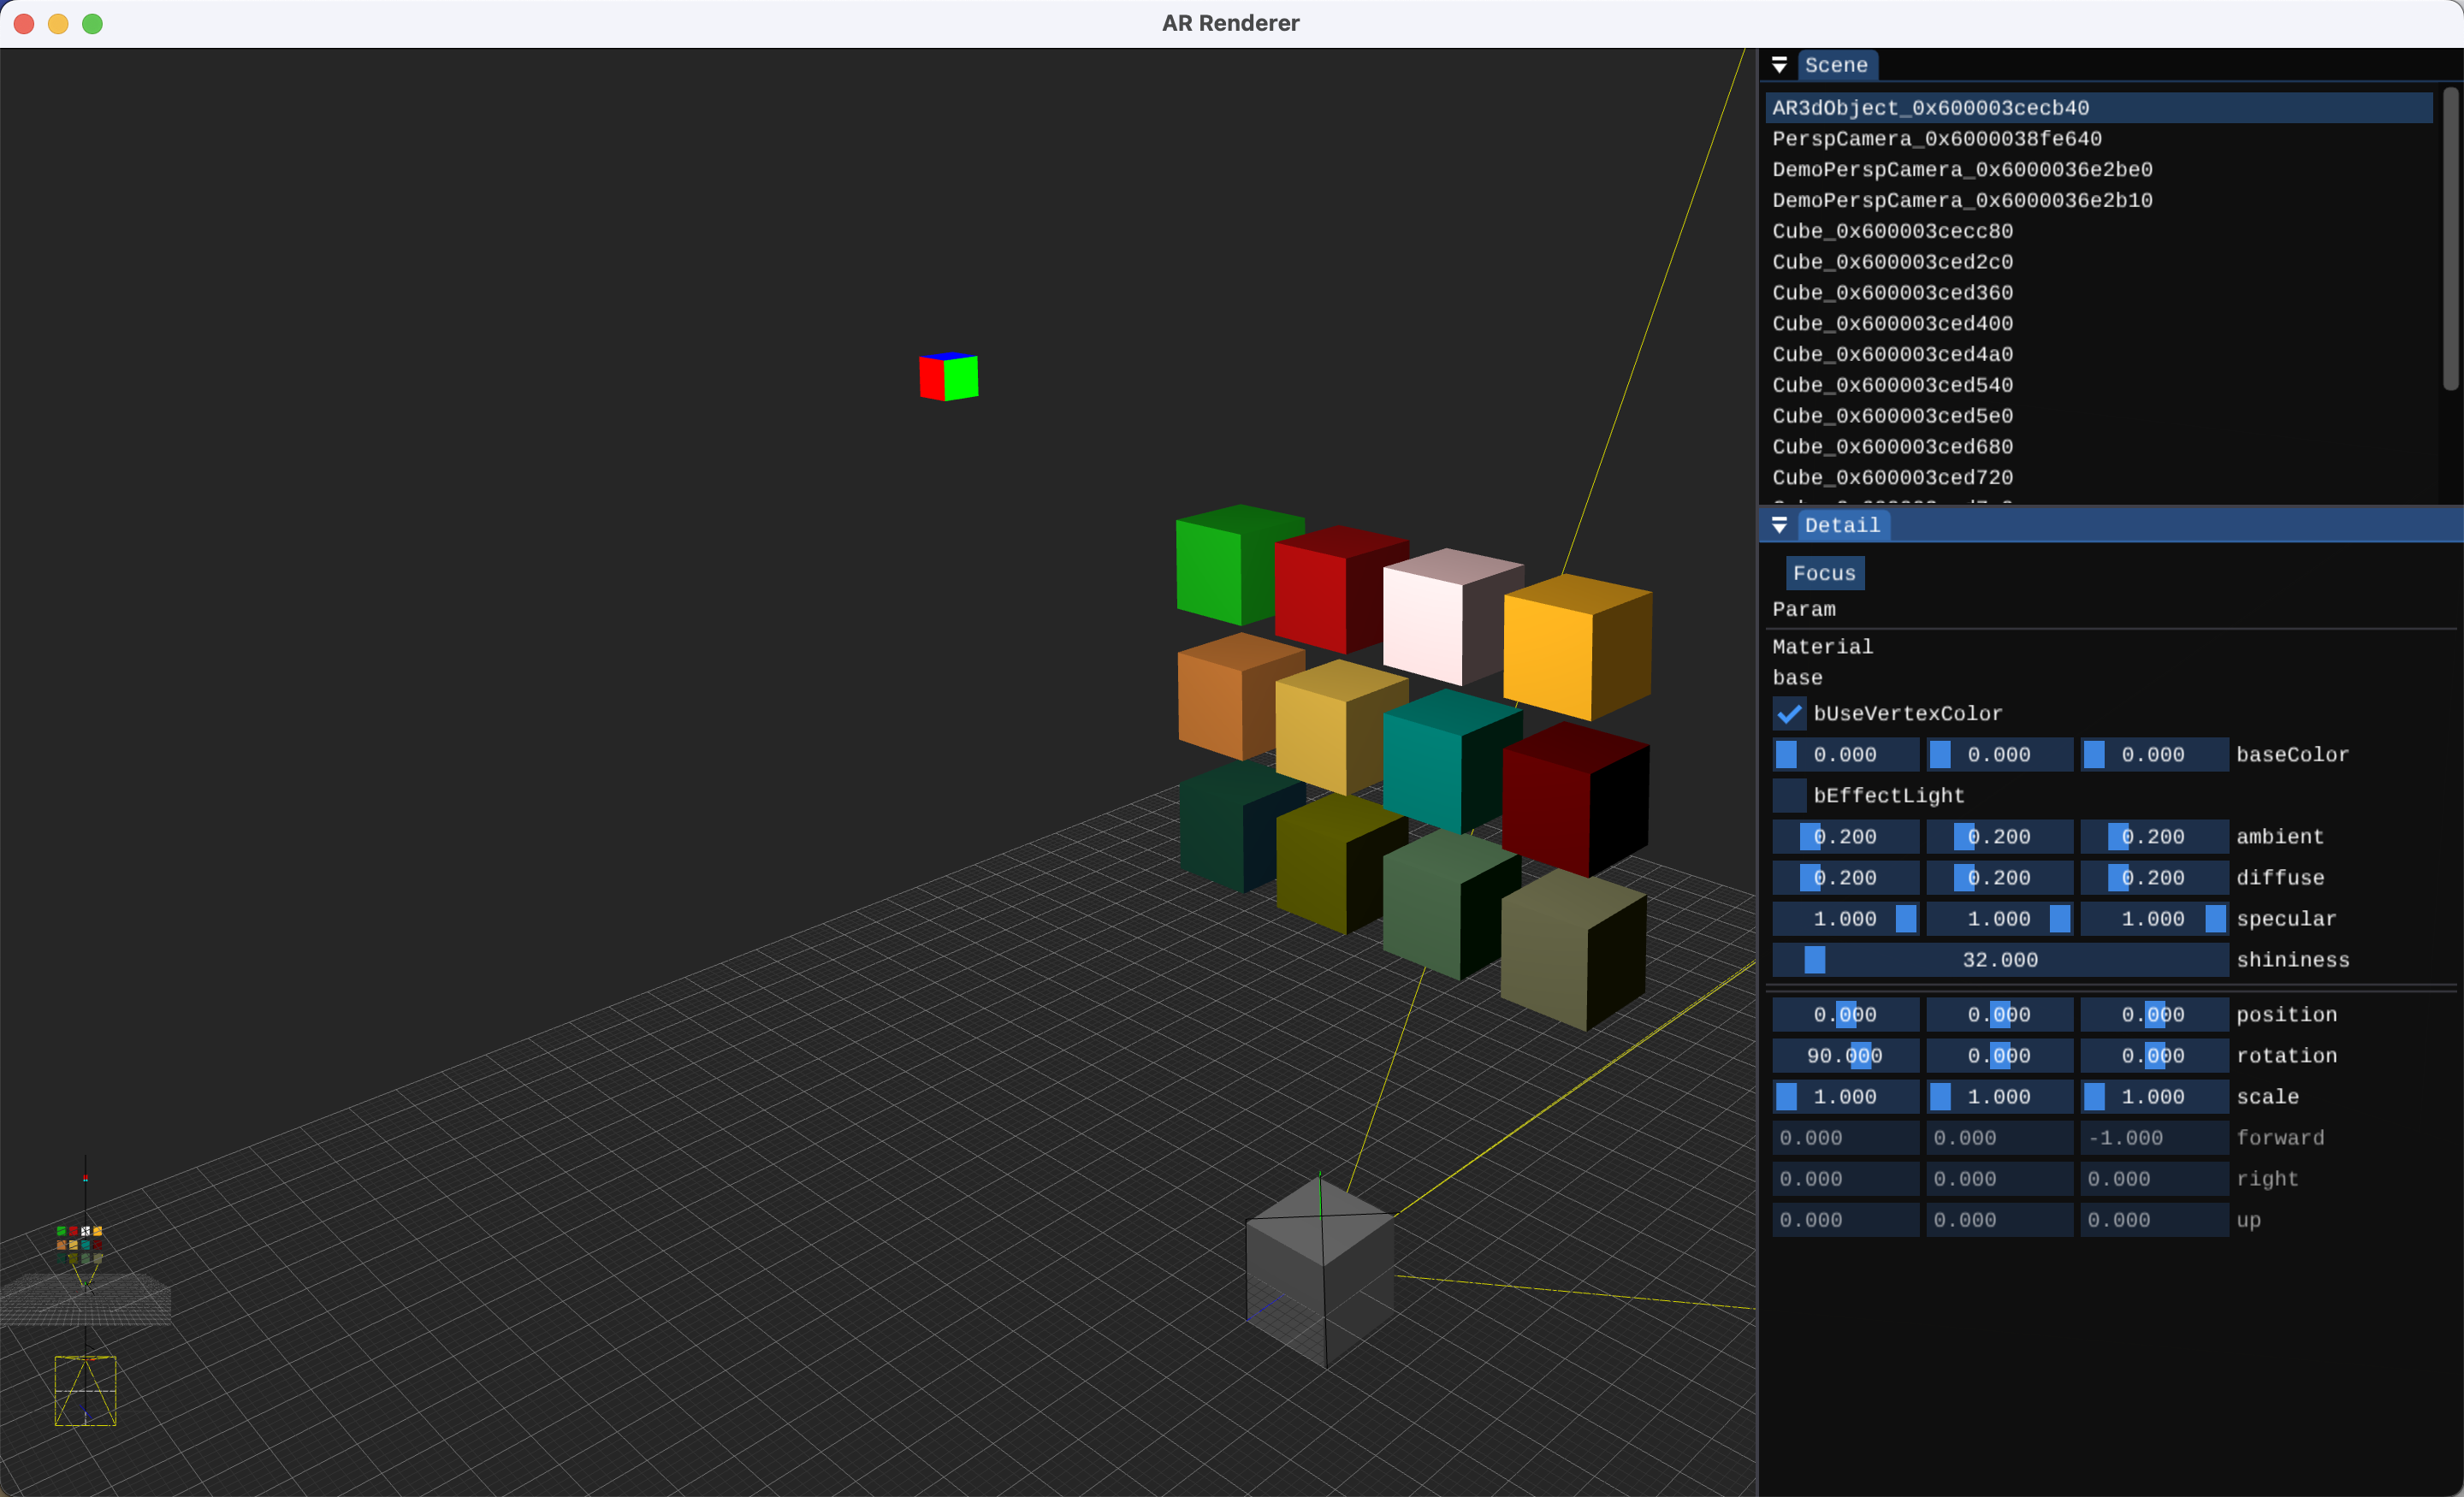 AR Renderer
Scene
AR3dObject_0x600003cecb40
PerspCamera_0x6000038fe640
DemoPerspCamera_0x6000036e2be0
DemoPerspCamera_0x6000036e2b10
Cube_0x600003cecc80
Cube_0x600003ced2c0
Cube_0x600003ced360
Cube_0x600003ced400
Cube_0x600003ced4a0
Cube_0x600003ced540
Cube_0x600003ced5e0
Cube_0x600003ced680
Cube_0x600003ced720
Detail
Focus
Param
Material
base
bUseVertexColor
0.000 0.000 0.000 baseColor
bEffectLight
0.200 0.200 0.200 ambient
0.200 0.200 0.200 diffuse
1.000 1.000 1.000 specular
32.000 shininess
0.000 0.000 0.000 position
90.000 0.000 0.000 rotation
1.000 1.000 1.000 scale
0.000 0.000 -1.000 forward
0.000 0.000 0.000 right
0.000 0.000 0.000 up